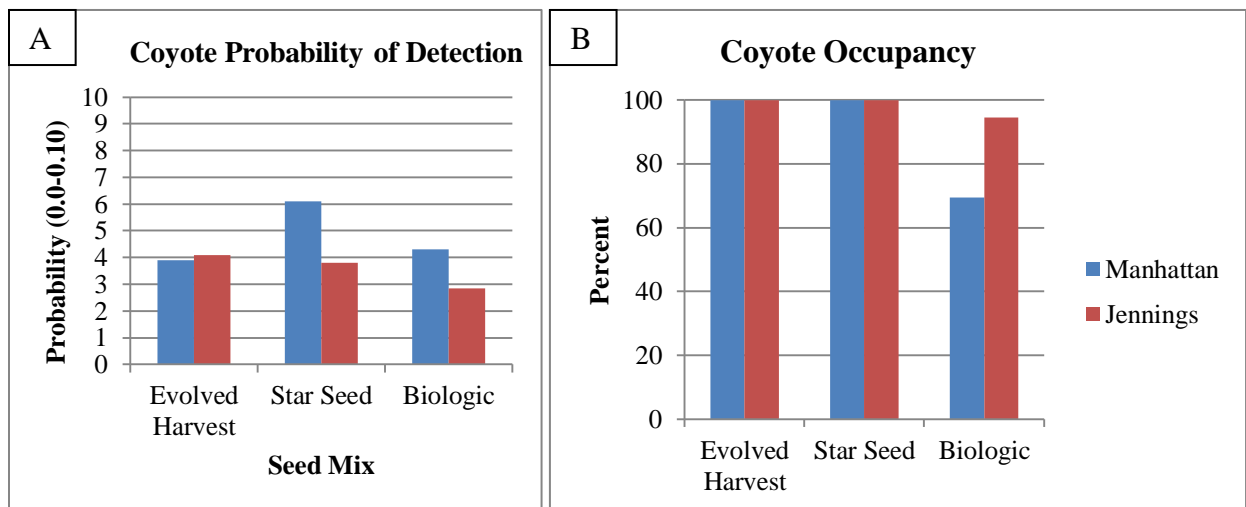 A
Coyote Probability of Detection
Probability (0.0-0.10)
10
9
8
7
6
5
4
3
2
1
0
Evolved Harvest
Star Seed
Biologic
Seed Mix
B
Coyote Occupancy
Percent
100
80
60
40
20
0
Evolved Harvest
Star Seed
Biologic
Manhattan
Jennings